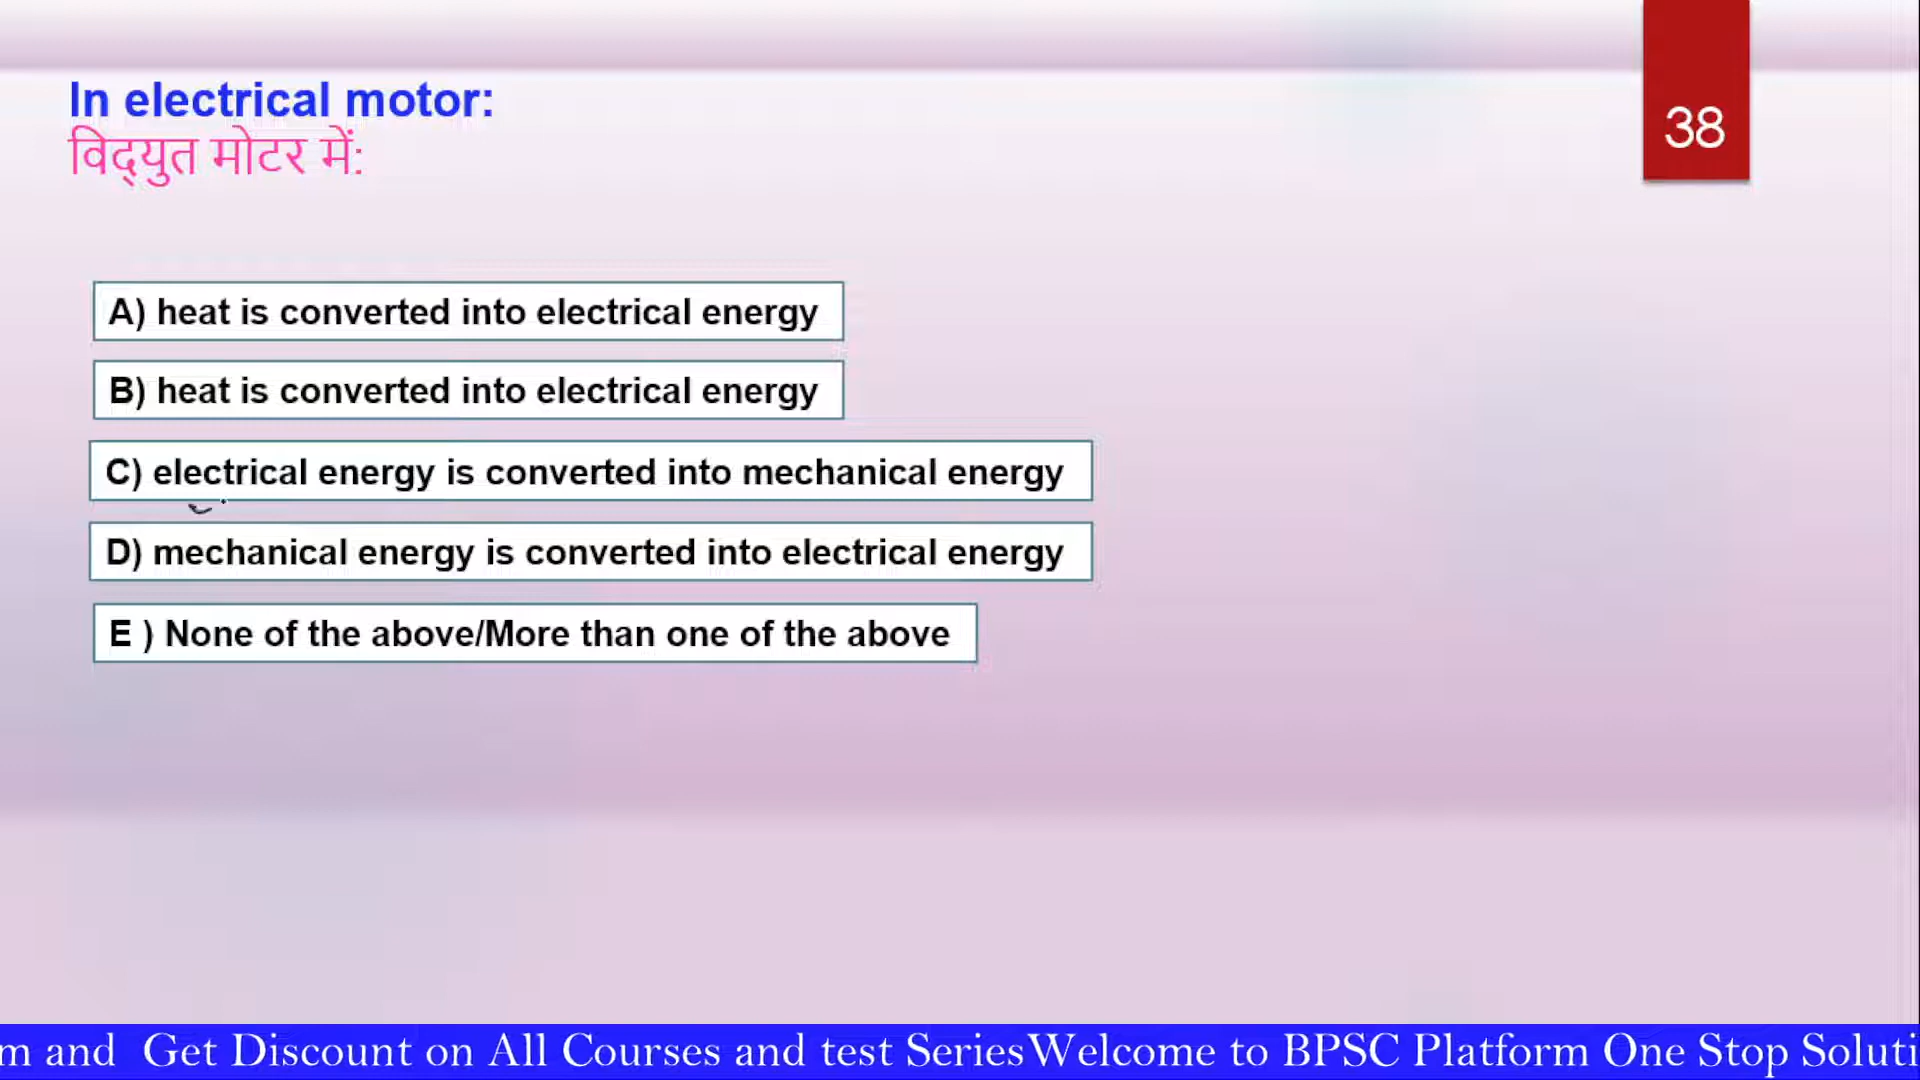 In electrical motor:
विद्युत मोटर में:
38
A) heat is converted into electrical energy
B) heat is converted into electrical energy
C) electrical energy is converted into mechanical energy
D) mechanical energy is converted into electrical energy
E ) None of the above/More than one of the above
m and Get Discount on All Courses and test SeriesWelcome to BPSC Platform One Stop Soluti